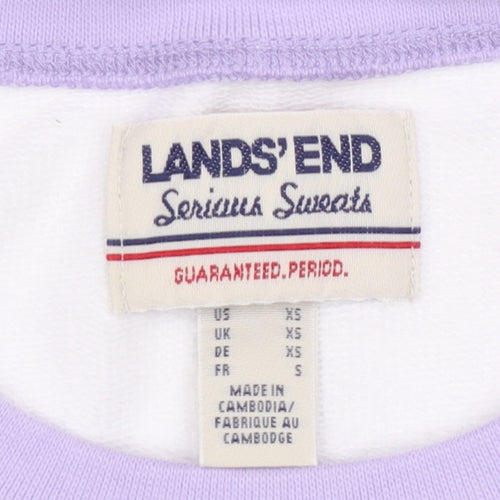 LANDS' END
Serious Sweats
GUARANTEED. PERIOD.
US XS
UK XS
DE XS
FR S
MADE IN
CAMBODIA/
FABRIQUE AU
CAMBODGE